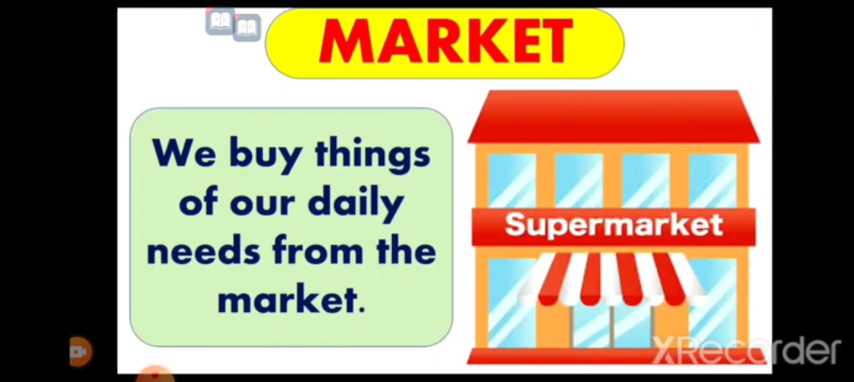 MARKET
We buy things
of our daily
needs from the
market.
Supermarket
XRecorder